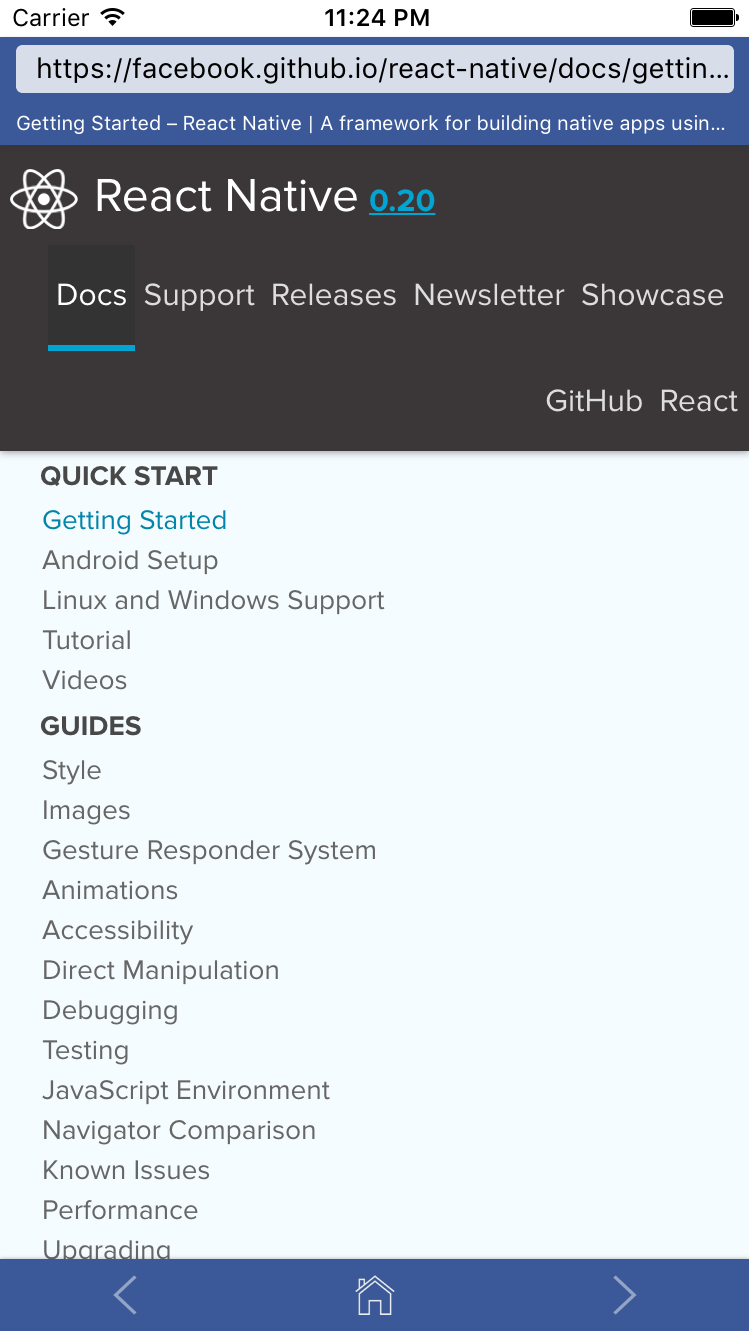 Carrier 11:24 PM
https://facebook.github.io/react-native/docs/gettin...
Getting Started – React Native | A framework for building native apps usin...
React Native 0.20
Docs Support Releases Newsletter Showcase
GitHub React
QUICK START
Getting Started
Android Setup
Linux and Windows Support
Tutorial
Videos
GUIDES
Style
Images
Gesture Responder System
Animations
Accessibility
Direct Manipulation
Debugging
Testing
JavaScript Environment
Navigator Comparison
Known Issues
Performance
Upgrading